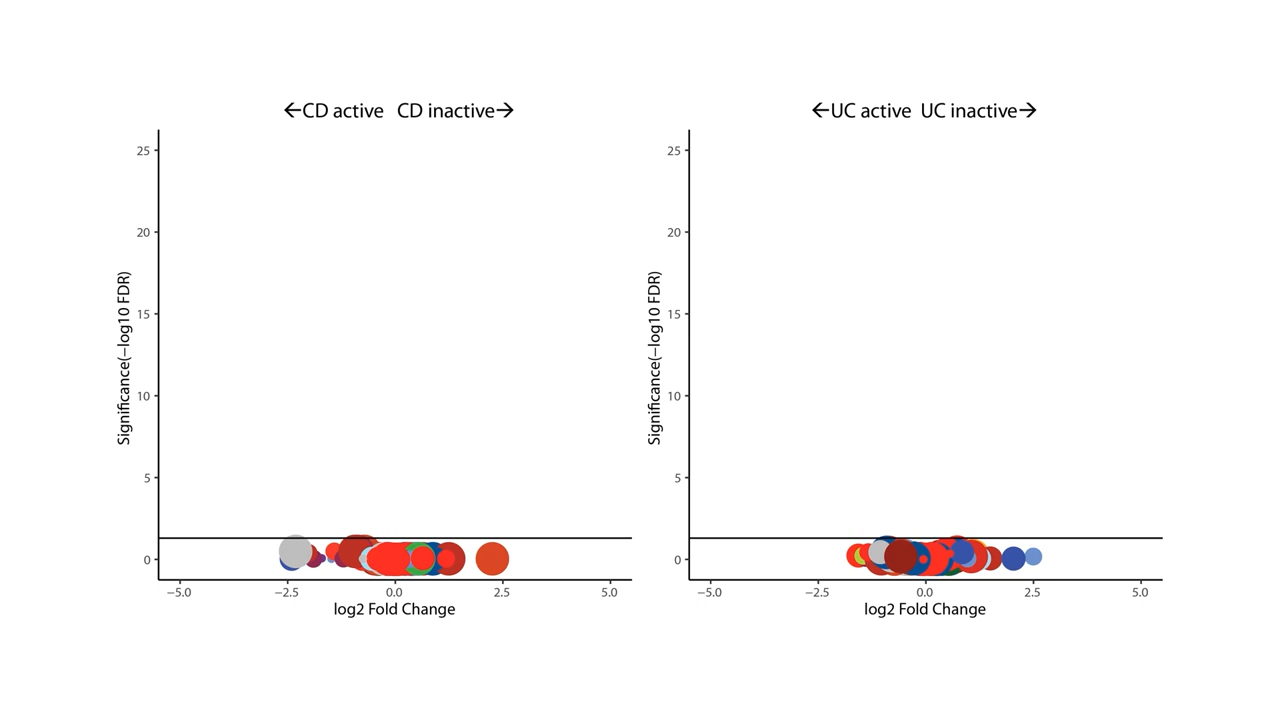 ←CD active CD inactive→
25
20
15
10
5
0
Significance(−log10 FDR)
−5.0 −2.5 0.0 2.5 5.0
log2 Fold Change
←UC active UC inactive→
25
20
15
10
5
0
Significance(−log10 FDR)
−5.0 −2.5 0.0 2.5 5.0
log2 Fold Change